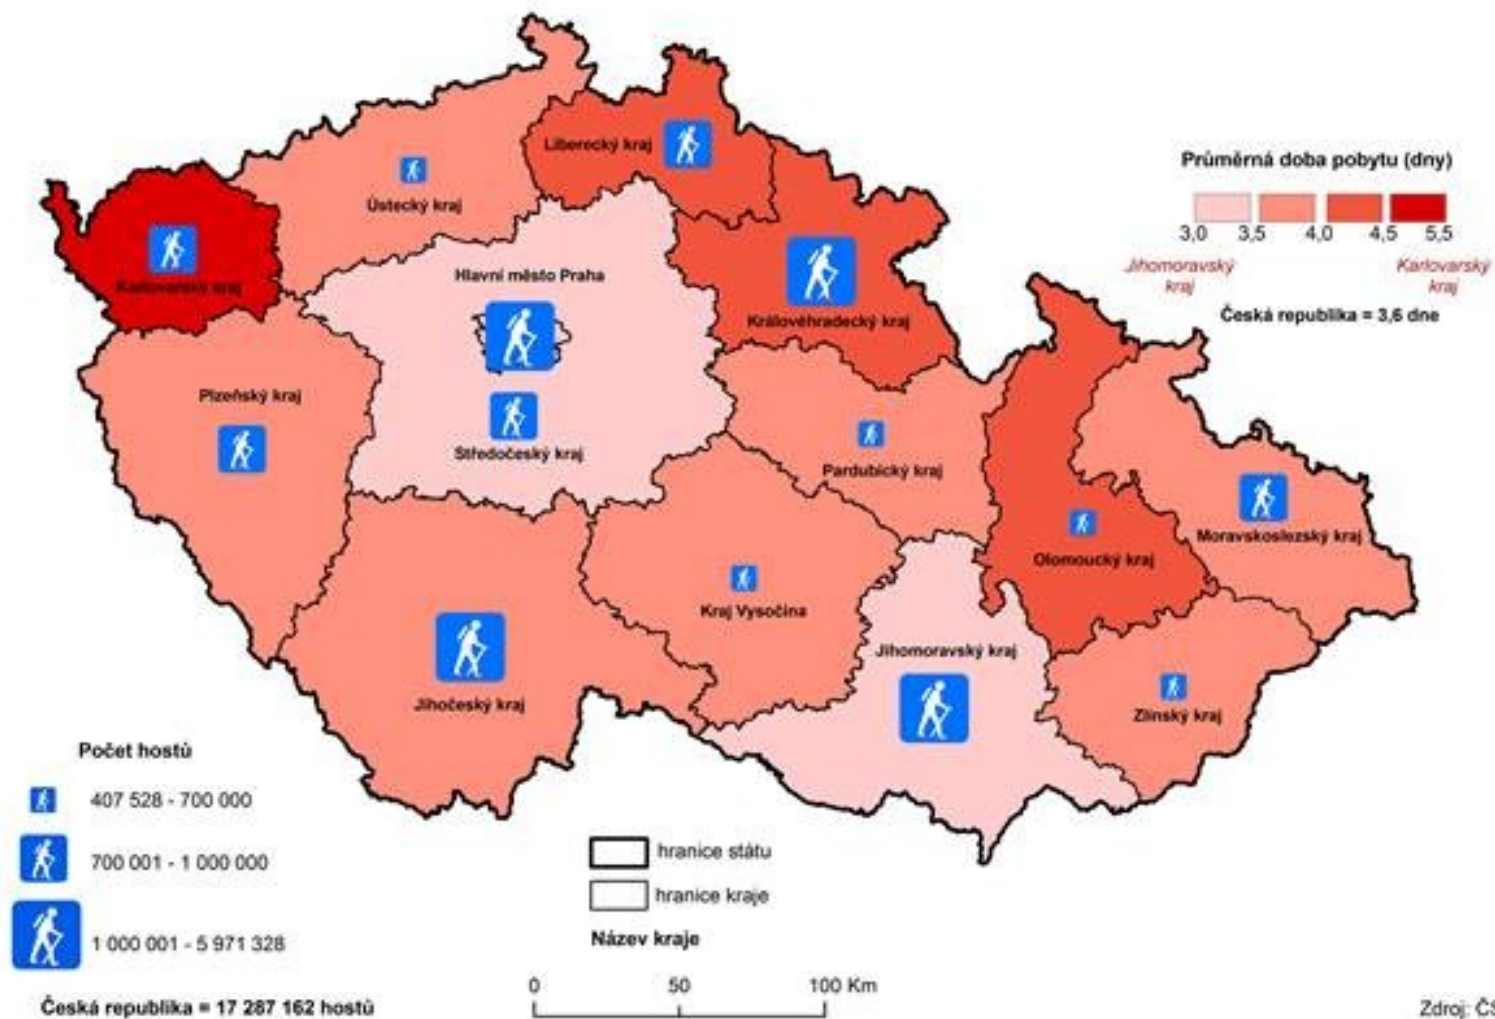 Průměrná doba pobytu (dny)
3,0 3,5 4,0 4,5 5,5
Jihomoravský
kraj
Karlovarský
kraj
Česká republika = 3,6 dne
Liberecký kraj
Ústecký kraj
Karlovarský kraj
Hlavní město Praha
Královéhradecký kraj
Plzeňský kraj
Středočeský kraj
Pardubický kraj
Moravskoslezský kraj
Olomoucký kraj
Kraj Vysočina
Jihomoravský kraj
Jihočeský kraj
Zlínský kraj
Počet hostů
407 528 - 700 000
700 001 - 1 000 000
1 000 001 - 5 971 328
Česká republika = 17 287 162 hostů
hranice státu
hranice kraje
Název kraje
0 50 100 Km
Zdroj: ČS